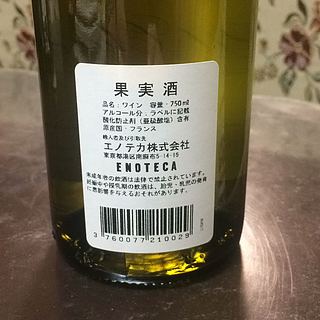 果実酒
品名：ワイン 容量：750ml
アルコール分：ラベルに記載
酸化防止剤（亜硫酸塩）含有
原産国・フランス
輸入者及び引取先
エノテカ株式会社
東京都港区南麻布5-14-15
ENOTECA
未成年者の飲酒は法律で禁止されています。
妊娠中や授乳期の飲酒は、胎児・乳児の発育
に悪影響を与えるおそれがあります。
3 760077 210029